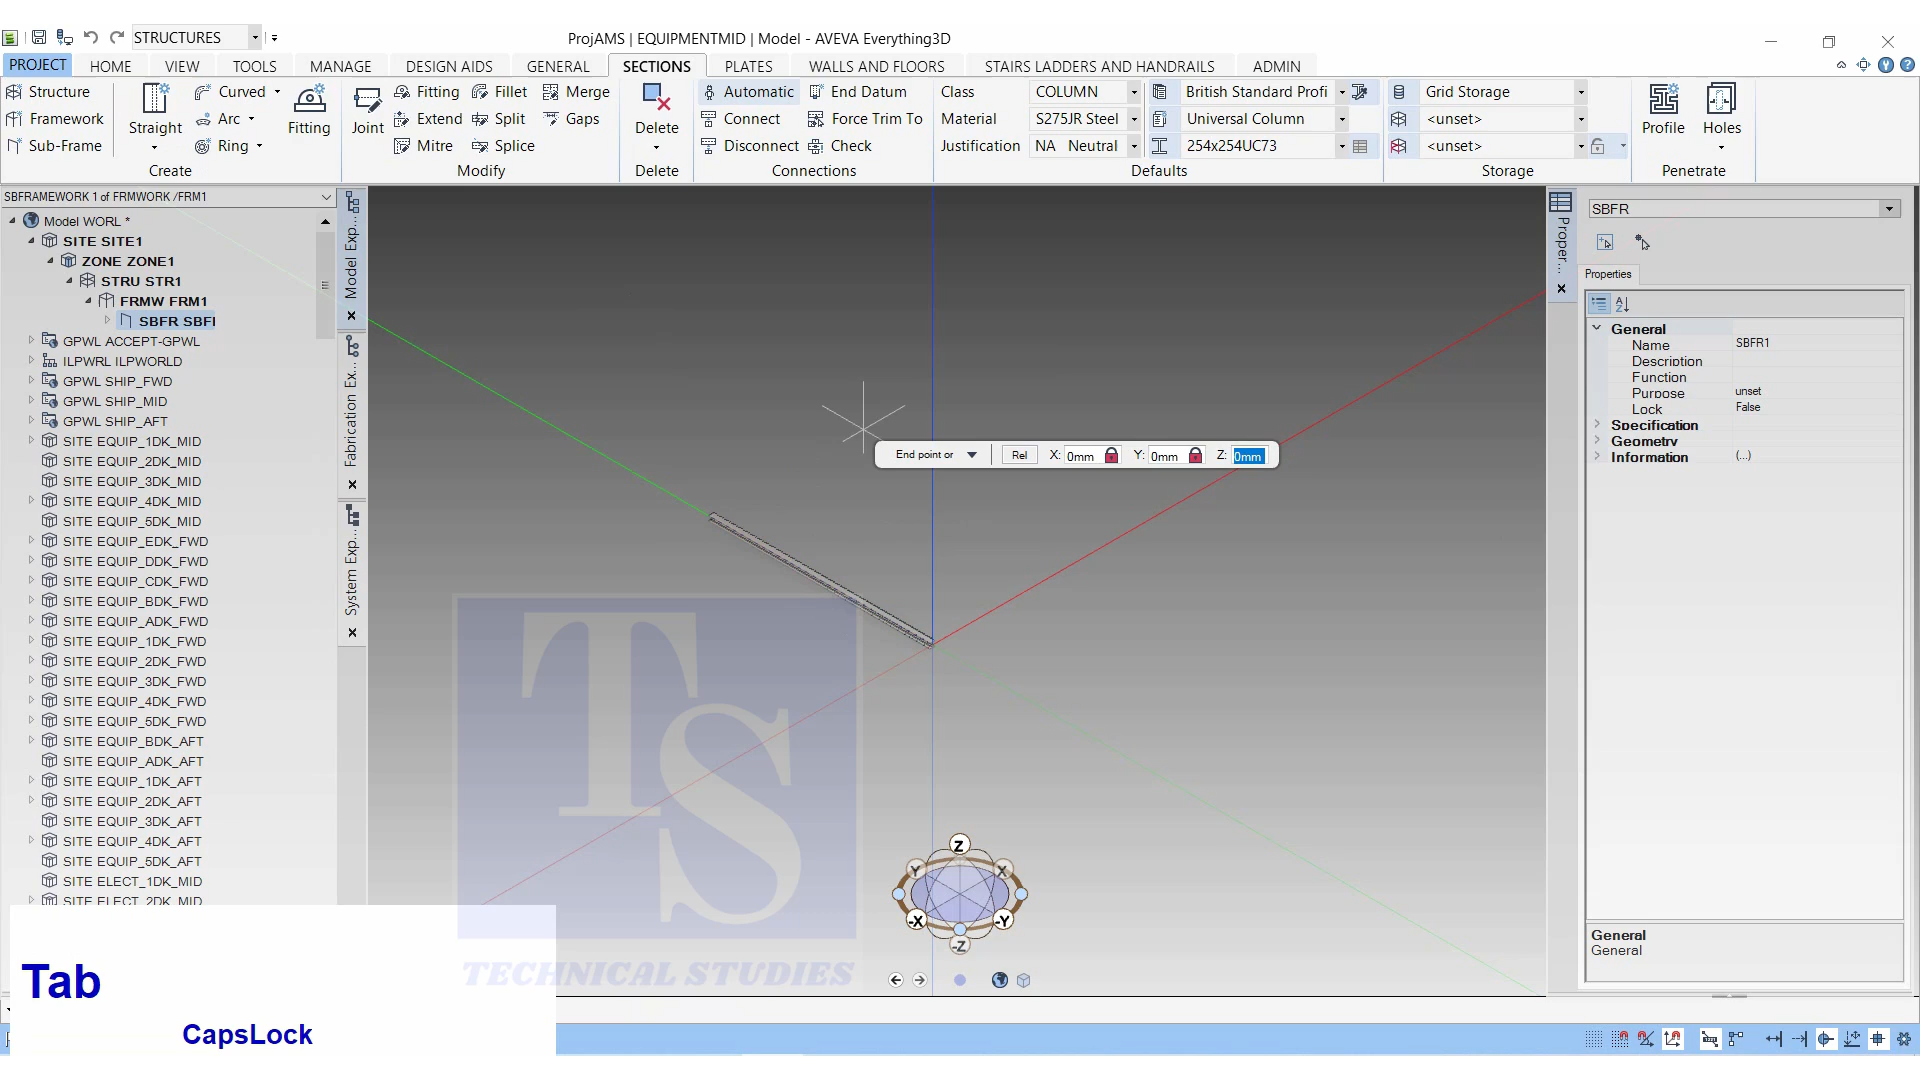 STRUCTURES
ProjAMS | EQUIPMENTMID | Model - AVEVA Everything3D
PROJECT HOME VIEW TOOLS MANAGE DESIGN AIDS GENERAL SECTIONS PLATES WALLS AND FLOORS STAIRS LADDERS AND HANDRAILS ADMIN
Structure Curved Fitting Fillet Merge Automatic End Datum Class COLUMN British Standard Profi Grid Storage
Framework Straight Arc Fitting Joint Extend Split Gaps Delete Connect Force Trim To Material S275JR Steel Universal Column <unset> Profile Holes
Sub-Frame Ring Mitre Splice Disconnect Check Justification NA Neutral 254x254UC73 <unset>
Create Modify Delete Connections Defaults Storage Penetrate
SBFRAMEWORK 1 of FRMWORK /FRM1
Model WORL *
SITE SITE1
ZONE ZONE1
STRU STR1
FRMW FRM1
SBFR SBFI
GPWL ACCEPT-GPWL
ILPWRL ILPWORLD
GPWL SHIP_FWD
GPWL SHIP_MID
GPWL SHIP_AFT
SITE EQUIP_1DK_MID
SITE EQUIP_2DK_MID
SITE EQUIP_3DK_MID
SITE EQUIP_4DK_MID
SITE EQUIP_5DK_MID
SITE EQUIP_EDK_FWD
SITE EQUIP_DDK_FWD
SITE EQUIP_CDK_FWD
SITE EQUIP_BDK_FWD
SITE EQUIP_ADK_FWD
SITE EQUIP_1DK_FWD
SITE EQUIP_2DK_FWD
SITE EQUIP_3DK_FWD
SITE EQUIP_4DK_FWD
SITE EQUIP_5DK_FWD
SITE EQUIP_BDK_AFT
SITE EQUIP_ADK_AFT
SITE EQUIP_1DK_AFT
SITE EQUIP_2DK_AFT
SITE EQUIP_3DK_AFT
SITE EQUIP_4DK_AFT
SITE EQUIP_5DK_AFT
SITE ELECT_1DK_MID
SITE ELECT_2DK_MID
Model Exp...
Fabrication Ex...
System Exp...
End point or Rel X: 0mm Y: 0mm Z: 0mm
TS
TECHNICAL STUDIES
Z
Y X
-X -Y
-Z
Proper...
SBFR
Properties
General
Name SBFR1
Description
Function
Purpose unset
Lock False
Specification
Geometry
Information (...)
General
General
Tab
CapsLock